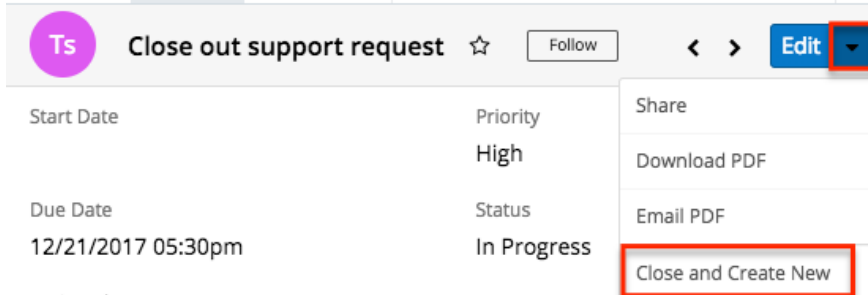 Ts
Close out support request
Follow
Edit
Start Date
Priority
High
Share
Download PDF
Due Date
Status
Email PDF
12/21/2017 05:30pm
In Progress
Close and Create New